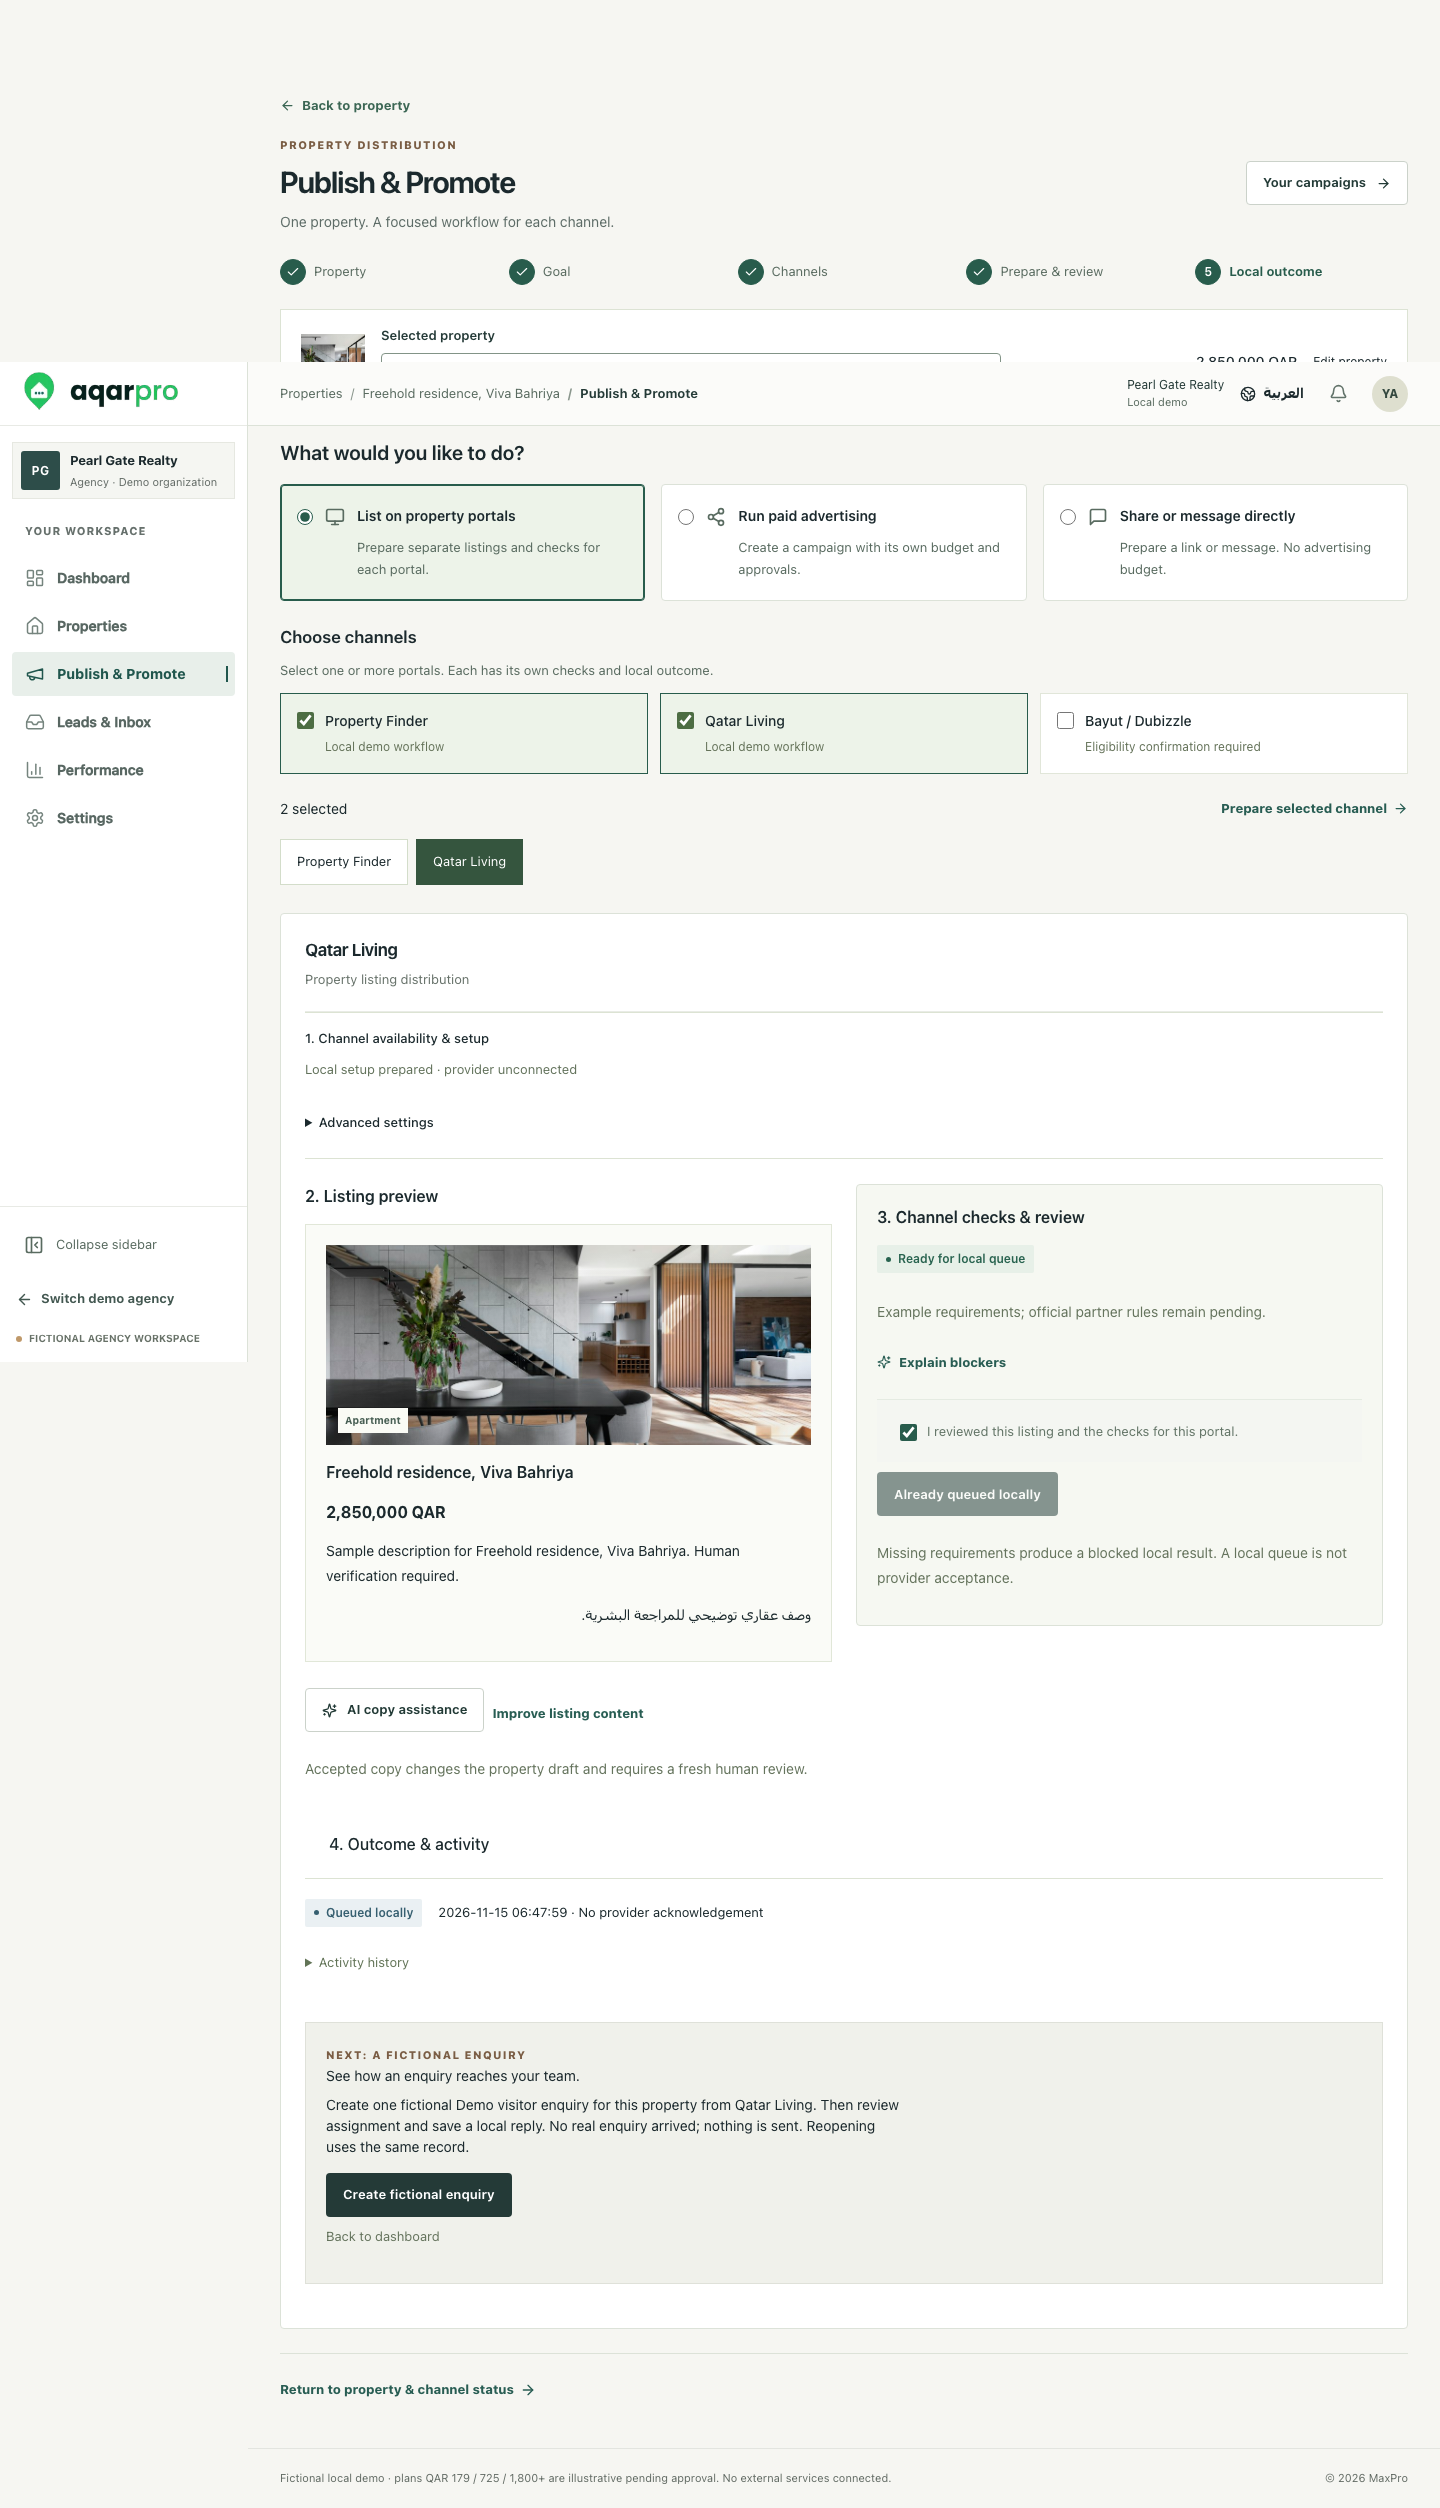 Back to property
PROPERTY DISTRIBUTION
Publish & Promote
Your campaigns
One property. A focused workflow for each channel.
Property
Goal
Channels
Prepare & review
5 Local outcome
Selected property
2,850,000 QAR Edit property
aqarpro
Properties / Freehold residence, Viva Bahriya / Publish & Promote
Pearl Gate Realty
Local demo
العربية
YA
PG
Pearl Gate Realty
Agency · Demo organization
YOUR WORKSPACE
Dashboard
Properties
Publish & Promote
Leads & Inbox
Performance
Settings
Collapse sidebar
Switch demo agency
FICTIONAL AGENCY WORKSPACE
What would you like to do?
List on property portals
Prepare separate listings and checks for
each portal.
Run paid advertising
Create a campaign with its own budget and
approvals.
Share or message directly
Prepare a link or message. No advertising
budget.
Choose channels
Select one or more portals. Each has its own checks and local outcome.
Property Finder
Local demo workflow
Qatar Living
Local demo workflow
Bayut / Dubizzle
Eligibility confirmation required
2 selected
Prepare selected channel
Property Finder
Qatar Living
Qatar Living
Property listing distribution
1. Channel availability & setup
Local setup prepared · provider unconnected
Advanced settings
2. Listing preview
Apartment
Freehold residence, Viva Bahriya
2,850,000 QAR
Sample description for Freehold residence, Viva Bahriya. Human
verification required.
وصف عقاري توضيحي للمراجعة البشرية.
3. Channel checks & review
Ready for local queue
Example requirements; official partner rules remain pending.
Explain blockers
I reviewed this listing and the checks for this portal.
Already queued locally
Missing requirements produce a blocked local result. A local queue is not
provider acceptance.
AI copy assistance
Improve listing content
Accepted copy changes the property draft and requires a fresh human review.
4. Outcome & activity
Queued locally
2026-11-15 06:47:59 · No provider acknowledgement
Activity history
NEXT: A FICTIONAL ENQUIRY
See how an enquiry reaches your team.
Create one fictional Demo visitor enquiry for this property from Qatar Living. Then review
assignment and save a local reply. No real enquiry arrived; nothing is sent. Reopening
uses the same record.
Create fictional enquiry
Back to dashboard
Return to property & channel status
Fictional local demo · plans QAR 179 / 725 / 1,800+ are illustrative pending approval. No external services connected.
© 2026 MaxPro